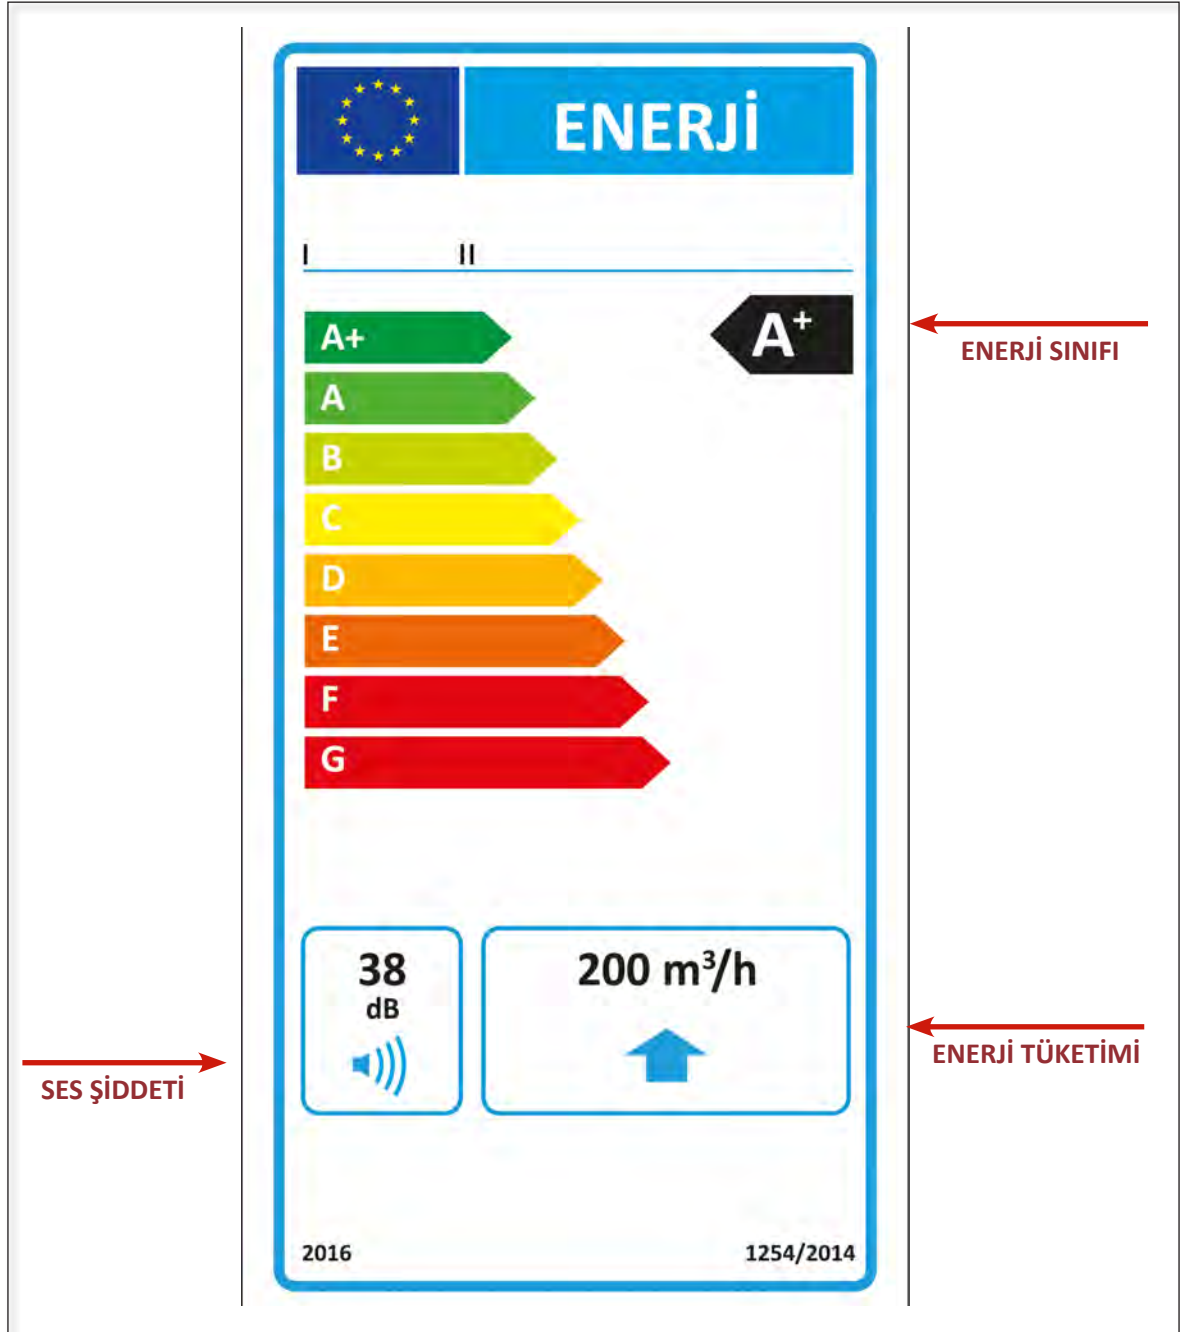 ENERJİ
I II
A+
A⁺
ENERJİ SINIFI
A
B
C
D
E
F
G
38
dB
200 m³/h
ENERJİ TÜKETİMİ
SES ŞİDDETİ
2016 1254/2014